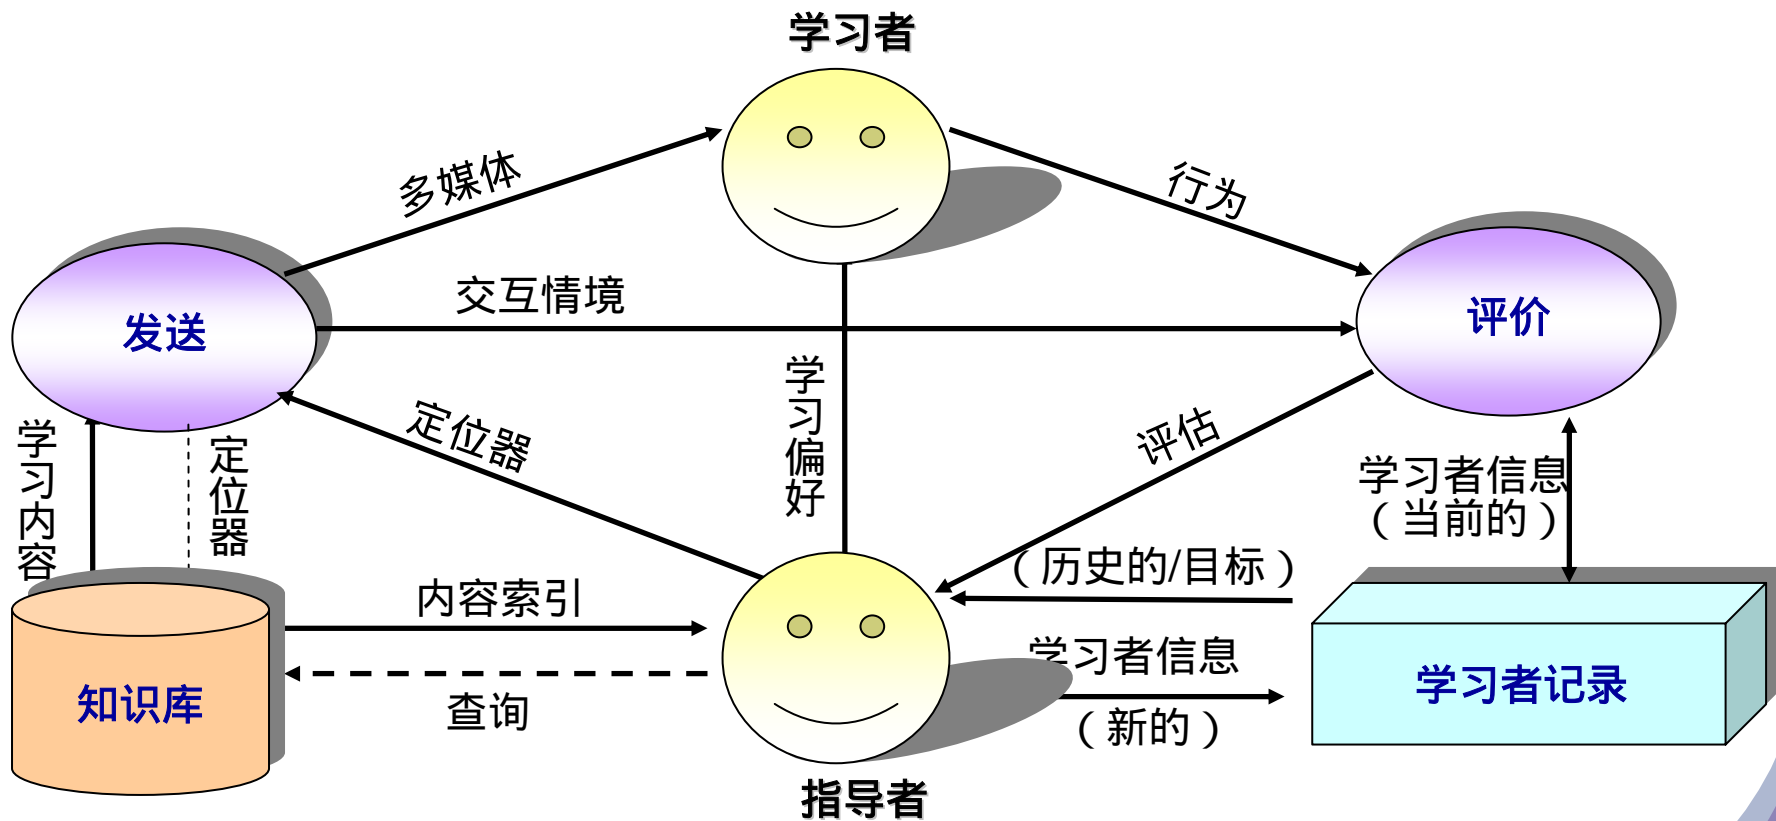 学习者
多媒体
行为
交互情境
发送
评价
学习偏好
定位器
评估
学习内容
定位器
学习者信息
（当前的）
（历史的/目标）
内容索引
学习者信息
知识库
查询
（新的）
学习者记录
指导者